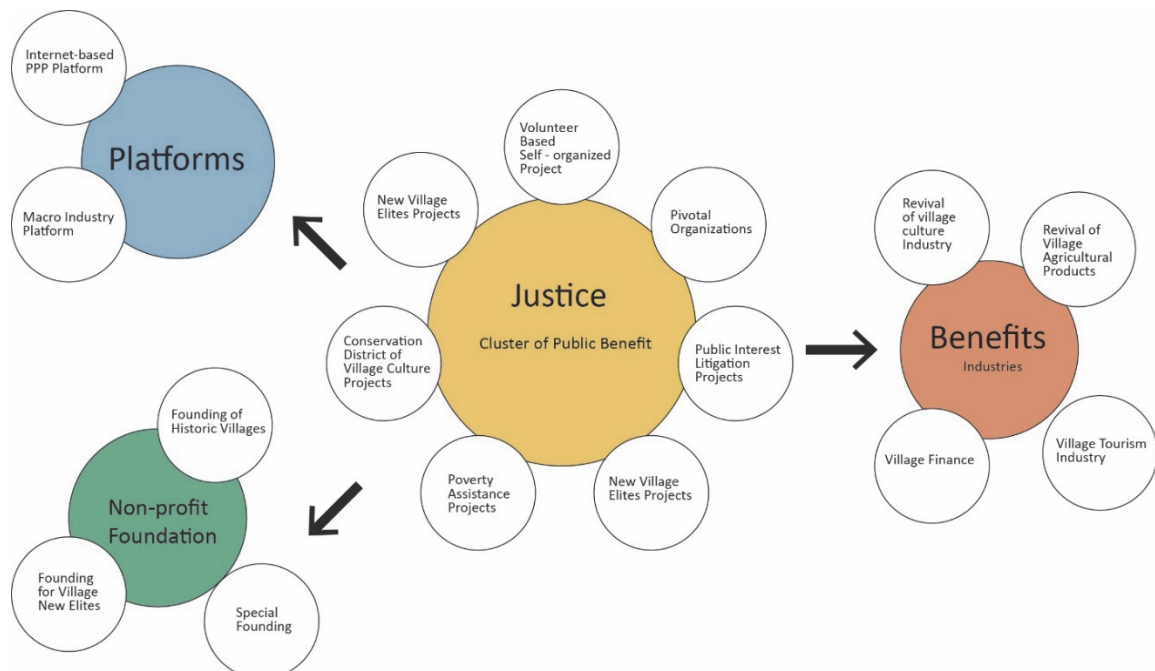 Internet-based
PPP Platform
Platforms
Macro Industry
Platform
Volunteer
Based
Self - organized
Project
New Village
Elites Projects
Pivotal
Organizations
Justice
Cluster of Public Benefit
Conservation
District of
Village Culture
Projects
Public Interest
Litigation
Projects
Poverty
Assistance
Projects
New Village
Elites Projects
Revival
of village
culture
Industry
Revival of
Village
Agricultural
Products
Benefits
Industries
Village Finance
Village Tourism
Industry
Founding of
Historic Villages
Non-profit
Foundation
Founding
for Village
New Elites
Special
Founding